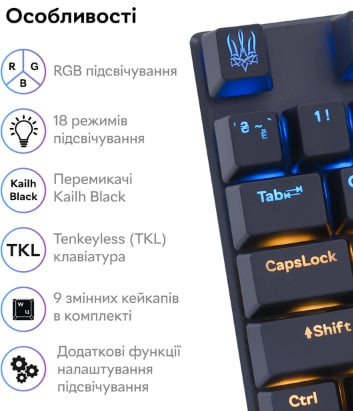 Особливості
R G
B
RGB підсвічування
18 режимів
підсвічування
Kailh
Black
Перемикачі
Kailh Black
TKL
Tenkeyless (TKL)
клавіатура
W
Ц
9 змінних кейкапів
в комплекті
Додаткові функції
налаштування
підсвічування
' ₴ ~ `
1 !
Tab
CapsLock
Shift
Ctrl